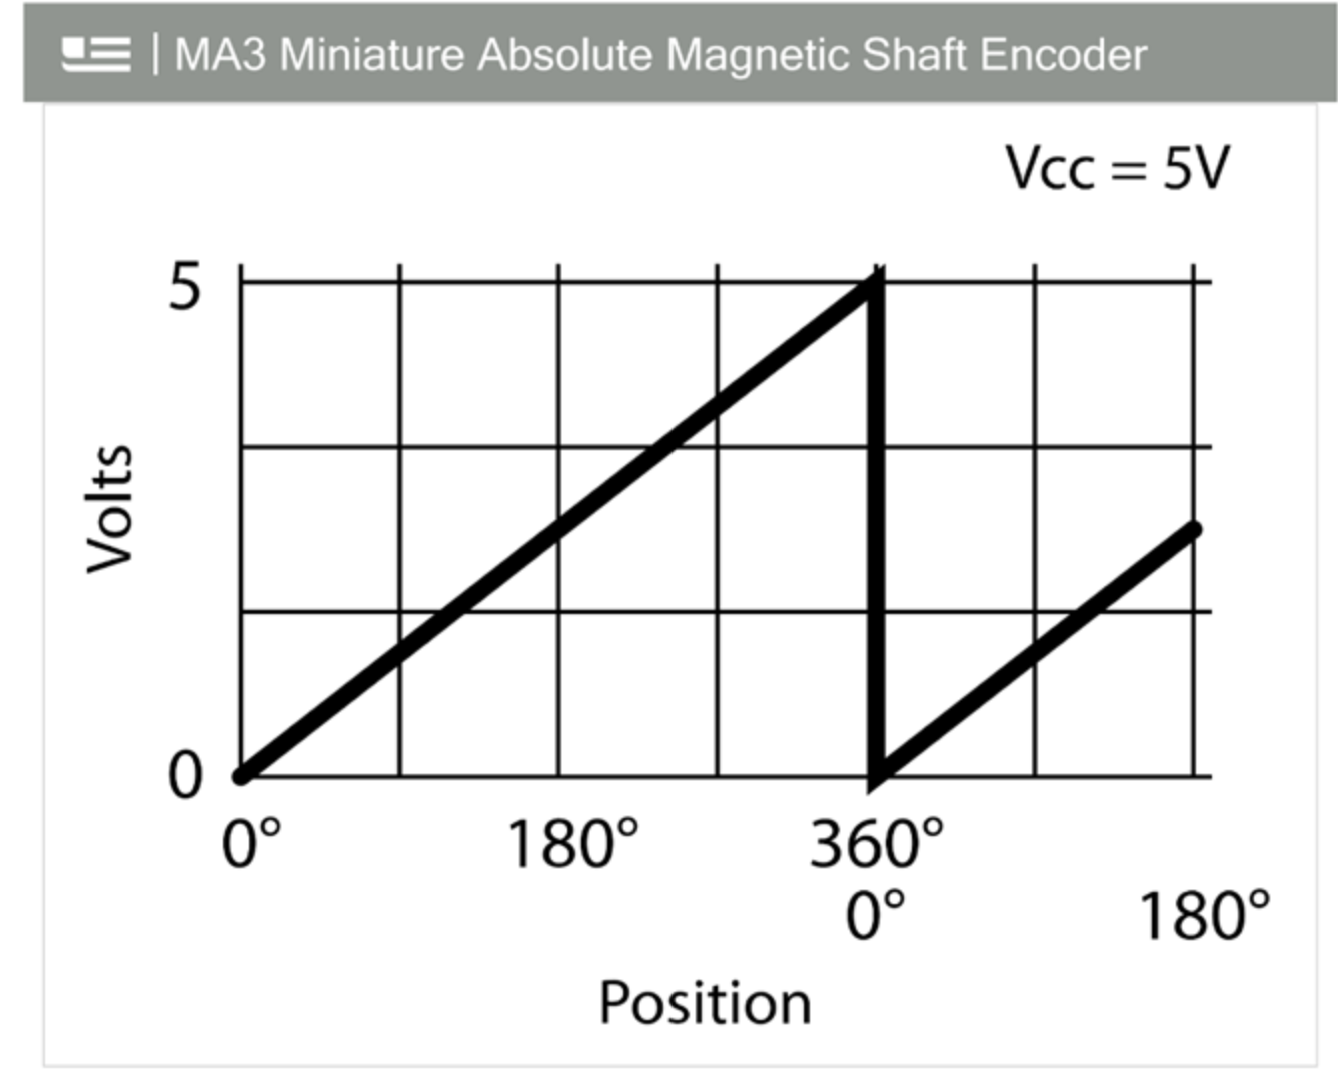 | MA3 Miniature Absolute Magnetic Shaft Encoder
Vcc = 5V
5
Volts
0
0° 180° 360°
0° 180°
Position